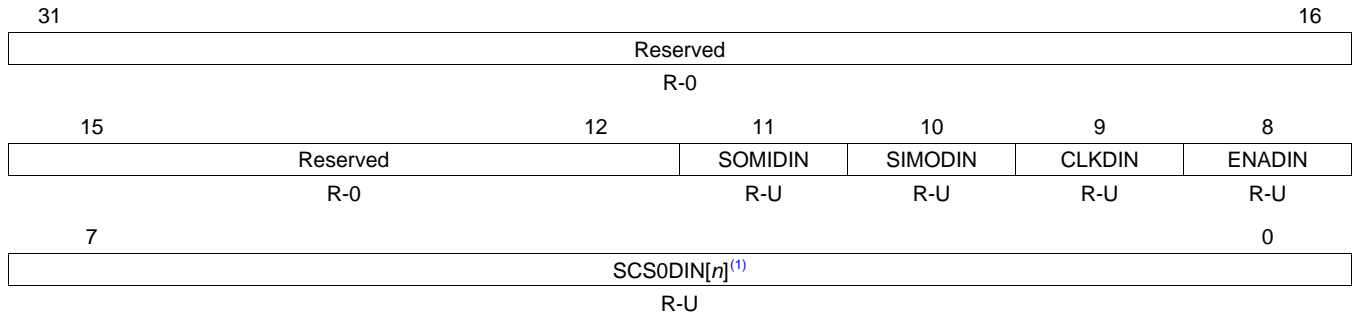 31 16
Reserved
R-0
15 12 11 10 9 8
Reserved SOMIDIN SIMODIN CLKDIN ENADIN
R-0 R-U R-U R-U R-U
7 0
SCS0DIN[n](1)
R-U